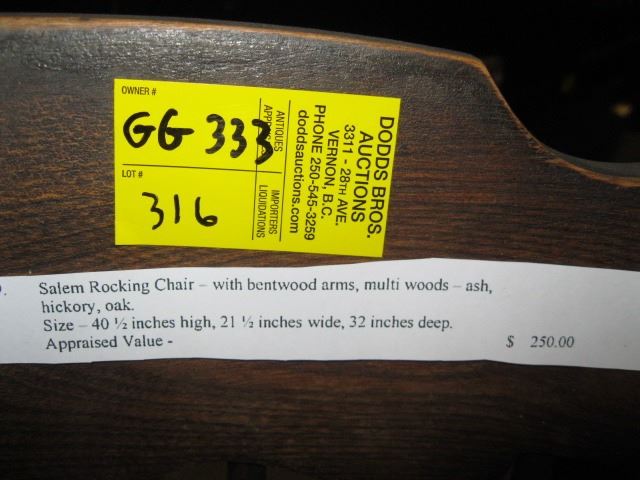 OWNER #
GG 333
LOT #
316
ANTIQUES
IMPORTERS
LIQUIDATIONS
DODDS BROS.
AUCTIONS
3311 - 28TH AVE.
VERNON, B.C.
PHONE 250-545-3259
doddsauctions.com
Salem Rocking Chair – with bentwood arms, multi woods – ash,
hickory, oak.
Size – 40 ½ inches high, 21 ½ inches wide, 32 inches deep.
Appraised Value - $ 250.00